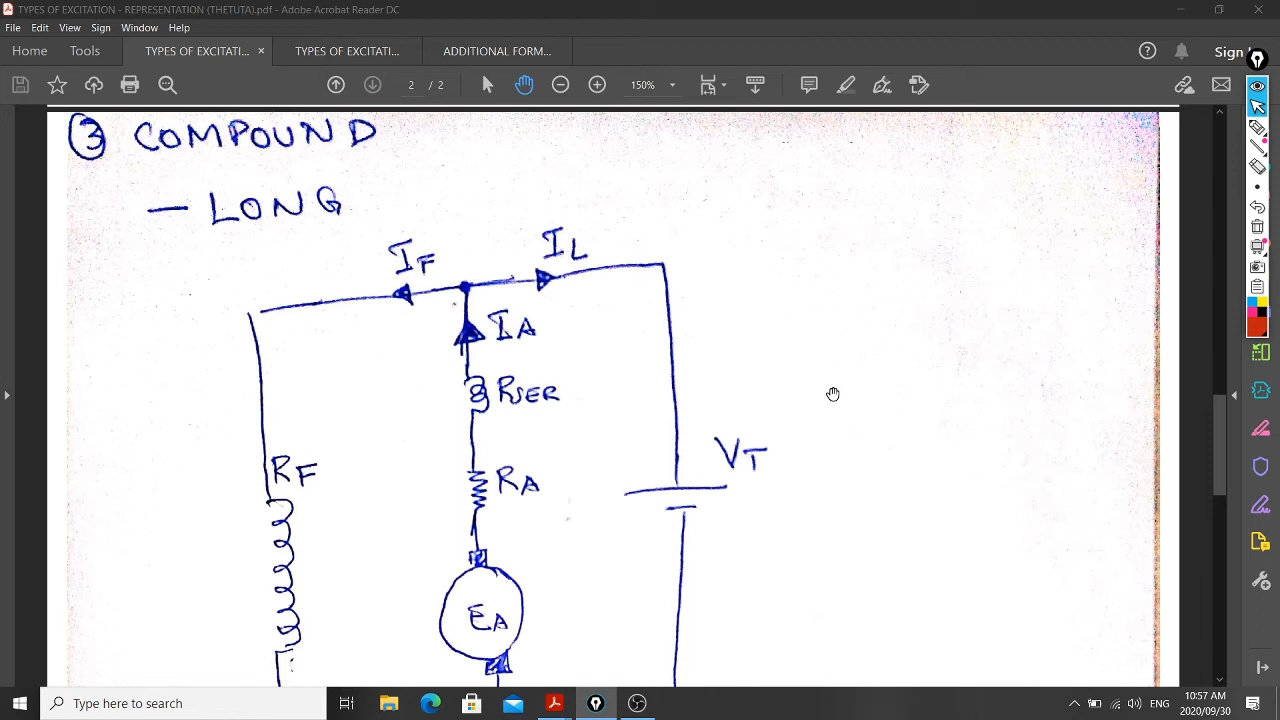 TYPES OF EXCITATION - REPRESENTATION (THETUTA).pdf - Adobe Acrobat Reader DC
File Edit View Sign Window Help
Home Tools TYPES OF EXCITATI... × TYPES OF EXCITATI... ADDITIONAL FORM... Sign
2 / 2 150%
3 COMPOUND
- LONG
IF IL
IA
RSER
VT
RF RA
EA
Type here to search
ENG 10:57 AM
2020/09/30